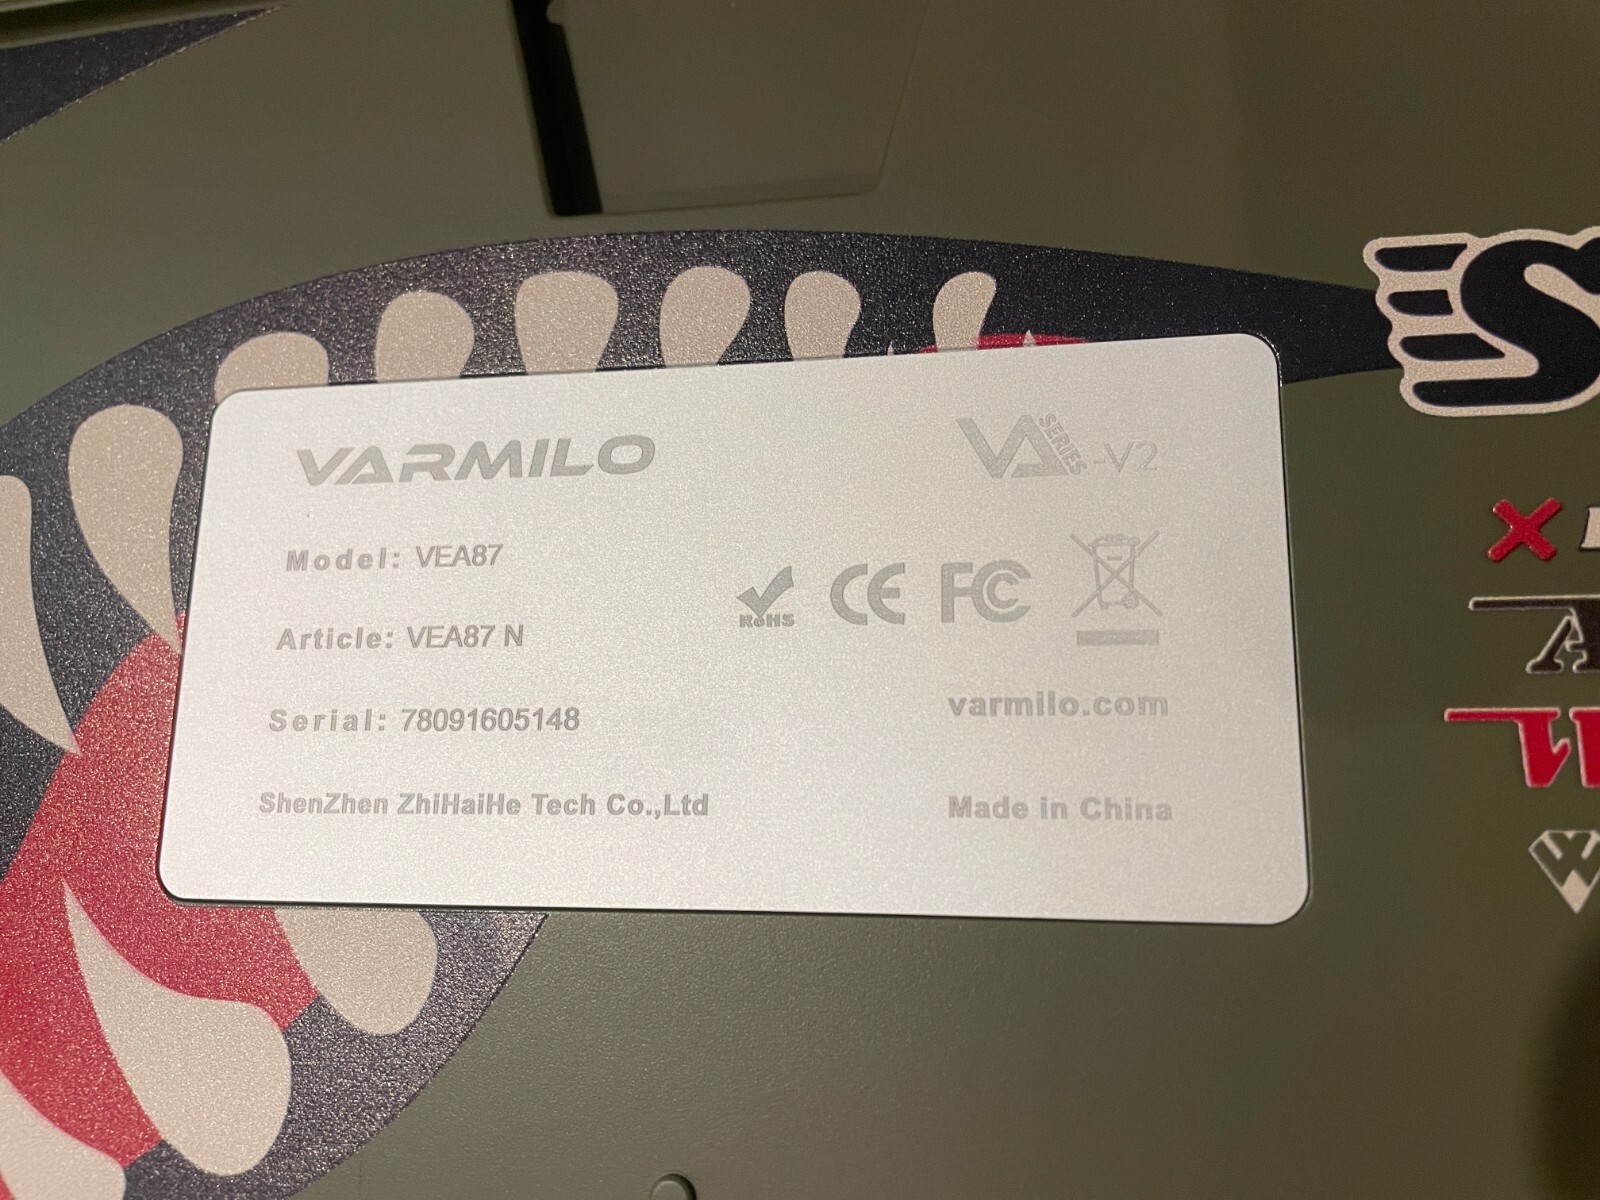 VARMILO
VA SERIES -V2
Model: VEA87
Article: VEA87 N
Serial: 78091605148
ShenZhen ZhiHaiHe Tech Co.,Ltd
RoHS
CE FC
varmilo.com
Made in China
S
A
W